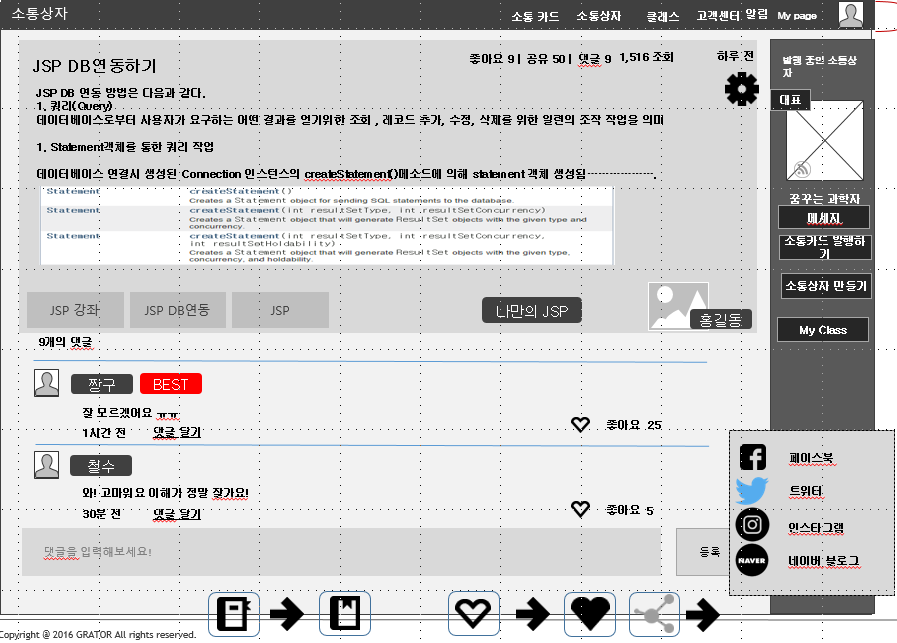 소통상자
소통 카드 소통상자 클래스 고객센터 알림 My page
JSP DB연동하기
좋아요 9 | 공유 50 | 댓글 9 1,516 조회
하루 전
JSP DB 연동 방법은 다음과 같다.
1. 쿼리(Query)
데이터베이스로부터 사용자가 요구하는 어떤 결과를 얻기위한 조회 , 레코드 추가, 수정, 삭제를 위한 일련의 조작 작업을 의미
1. Statement객체를 통한 쿼리 작업
데이터베이스 연결시 생성된 Connection 인스턴스의 createStatement()메소드에 의해 statement 객체 생성됨-------------------.
Statement createStatement()
Creates a Statement object for sending SQL statements to the database.
Statement createStatement(int resultSetType, int resultSetConcurrency)
Creates a Statement object that will generate ResultSet objects with the given type and
concurrency.
Statement createStatement(int resultSetType, int resultSetConcurrency,
int resultSetHoldability)
Creates a Statement object that will generate ResultSet objects with the given type,
concurrency, and holdability.
JSP 강좌
JSP DB연동
JSP
나만의 JSP
홍길동
9개의 댓글
짱구
BEST
잘 모르겠어요 ㅠㅠ
1시간 전 댓글 달기
좋아요 25
철수
와! 고마워요 이해가 정말 잘가요!
30분 전 댓글 달기
좋아요 5
댓글을 입력해보세요!
등록
발행 중인 소통상
자
대표
꿈꾸는 과학자
메세지
소통카드 발행하
기
소통상자 만들기
My Class
페이스북
트위터
인스타그램
NAVER
네이버 블로그
Copyright @ 2016 GRATOR All rights reserved.